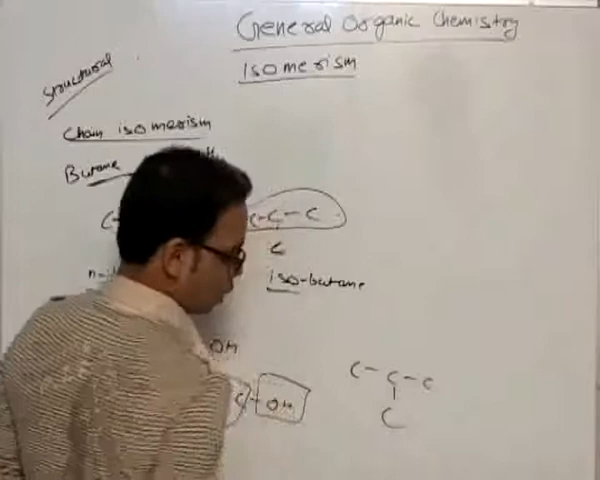 General Organic Chemistry
Isomerism
Structural
Chain isomerism
Butane
C-C-C
C
iso-butane
OH
C-OH
C-C-C
C